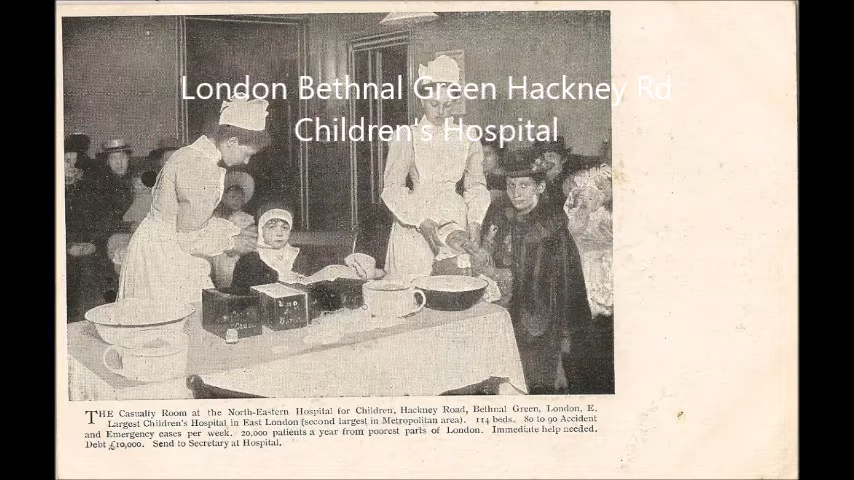 London Bethnal Green Hackney Rd
Children's Hospital
THE Casualty Room at the North-Eastern Hospital for Children, Hackney Road, Bethnal Green, London, E.
Largest Children's Hospital in East London (second largest in Metropolitan area). 114 beds. 80 to 90 Accident
and Emergency cases per week. 20,000 patients a year from poorest parts of London. Immediate help needed.
Debt £10,000. Send to Secretary at Hospital.